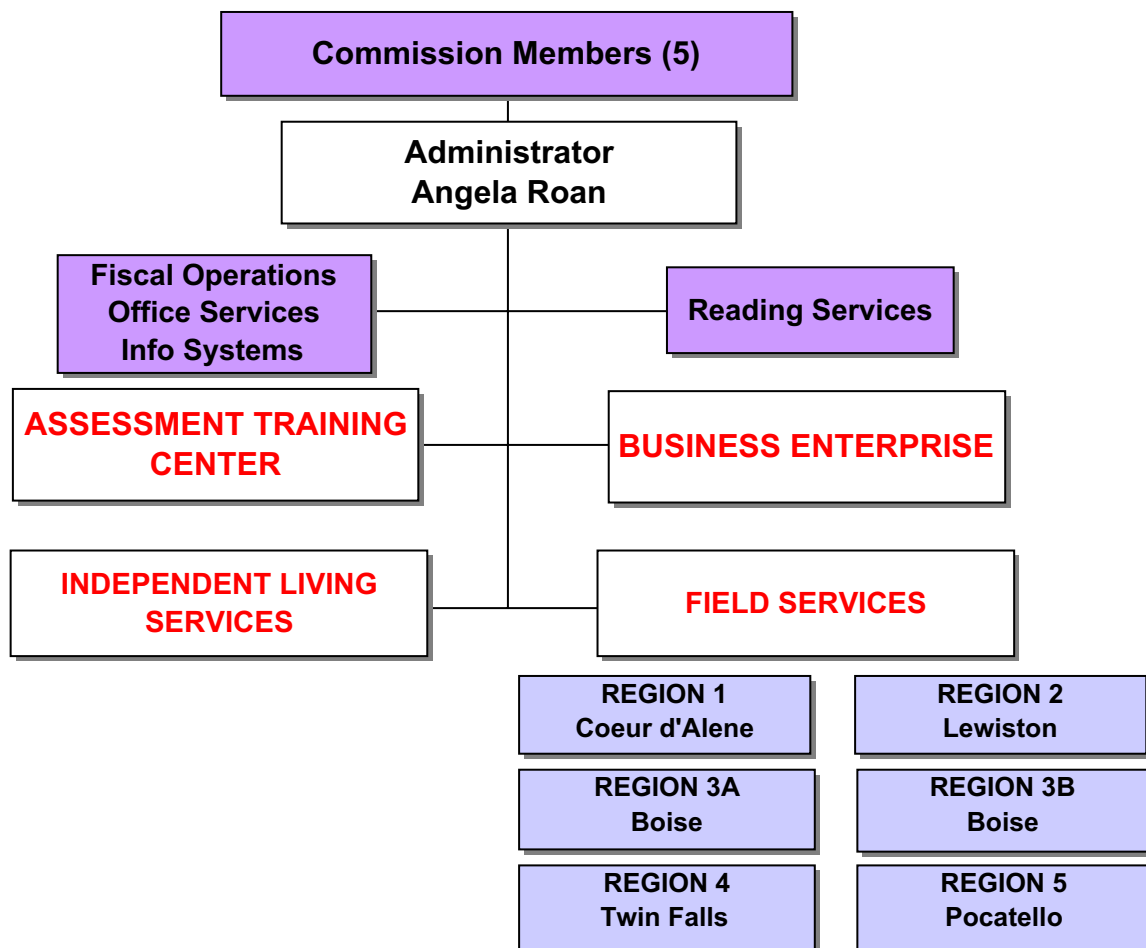 Commission Members (5)
Administrator
Angela Roan
Fiscal Operations
Office Services
Info Systems
Reading Services
ASSESSMENT TRAINING
CENTER
BUSINESS ENTERPRISE
INDEPENDENT LIVING
SERVICES
FIELD SERVICES
REGION 1
Coeur d'Alene
REGION 2
Lewiston
REGION 3A
Boise
REGION 3B
Boise
REGION 4
Twin Falls
REGION 5
Pocatello